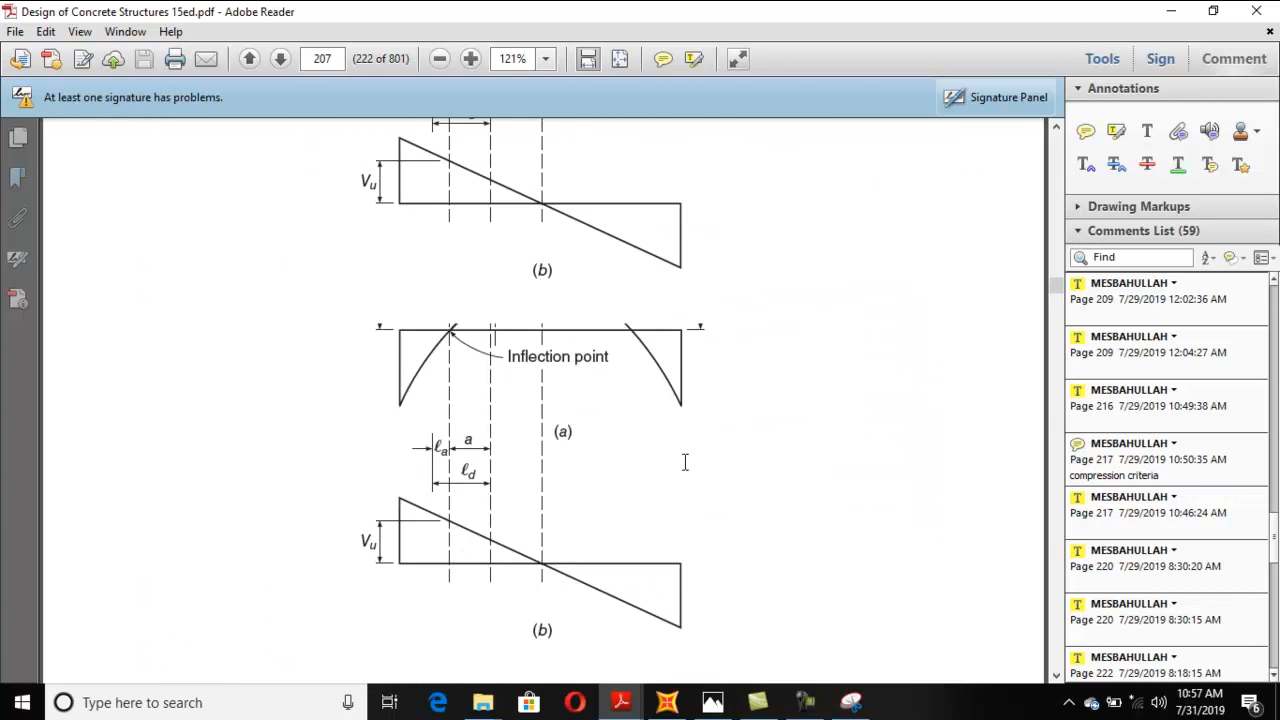 Design of Concrete Structures 15ed.pdf - Adobe Reader
File Edit View Window Help
207 (222 of 801) 121% Tools Sign Comment
At least one signature has problems. Signature Panel
Annotations
Drawing Markups
Comments List (59)
Find
MESBAHULLAH
Page 209 7/29/2019 12:02:36 AM
MESBAHULLAH
Page 209 7/29/2019 12:04:27 AM
MESBAHULLAH
Page 216 7/29/2019 10:49:38 AM
MESBAHULLAH
Page 217 7/29/2019 10:50:35 AM
compression criteria
MESBAHULLAH
Page 217 7/29/2019 10:46:24 AM
MESBAHULLAH
Page 220 7/29/2019 8:30:20 AM
MESBAHULLAH
Page 220 7/29/2019 8:30:15 AM
MESBAHULLAH
Page 222 7/29/2019 8:18:15 AM
Vu
(b)
Inflection point
(a)
ℓa a
ℓd
Vu
(b)
Type here to search
10:57 AM
7/31/2019
6